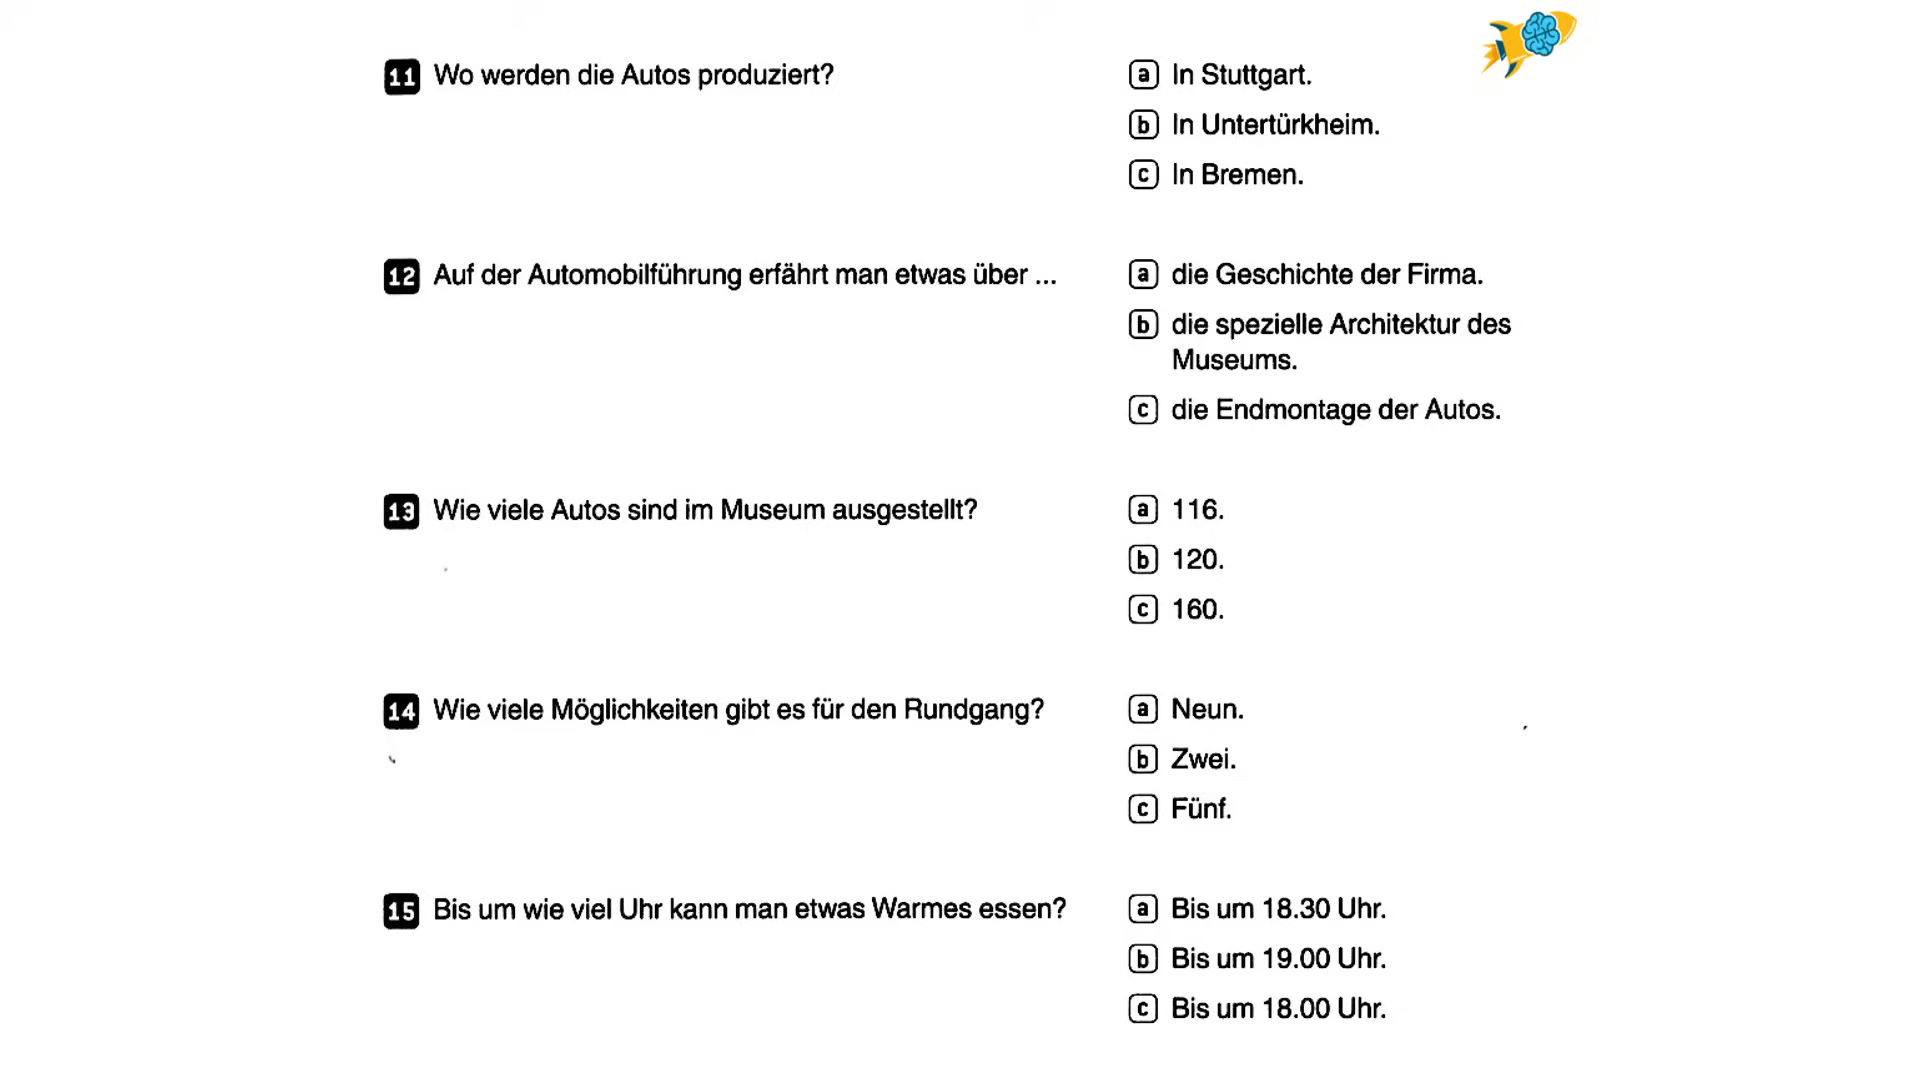 11 Wo werden die Autos produziert?
a In Stuttgart.
b In Untertürkheim.
c In Bremen.
12 Auf der Automobilführung erfährt man etwas über ...
a die Geschichte der Firma.
b die spezielle Architektur des
Museums.
c die Endmontage der Autos.
13 Wie viele Autos sind im Museum ausgestellt?
a 116.
b 120.
c 160.
14 Wie viele Möglichkeiten gibt es für den Rundgang?
a Neun.
b Zwei.
c Fünf.
15 Bis um wie viel Uhr kann man etwas Warmes essen?
a Bis um 18.30 Uhr.
b Bis um 19.00 Uhr.
c Bis um 18.00 Uhr.